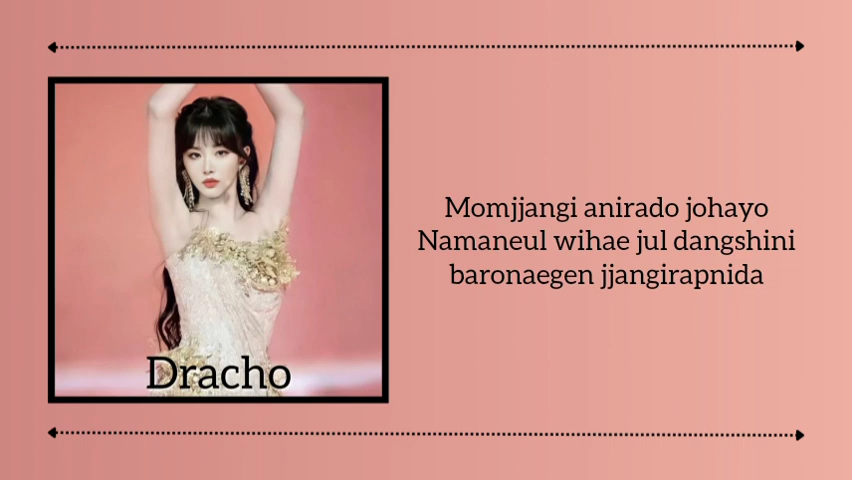 Dracho
Momjjangi anirado johayo
Namaneul wihae jul dangshini
baronaegen jjangirapnida